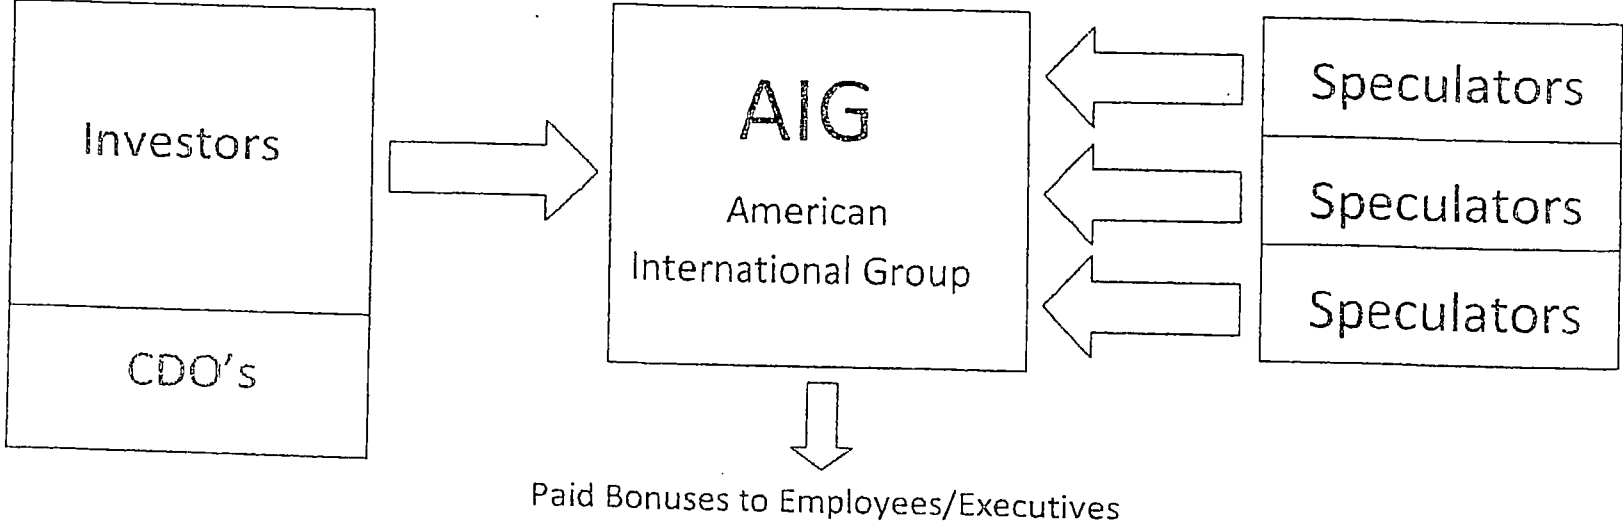 Investors
CDO's
AIG
American
International Group
Speculators
Speculators
Speculators
Paid Bonuses to Employees/Executives